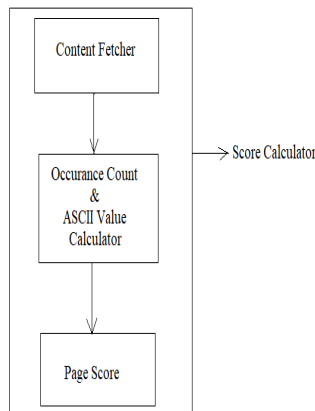 Content Fetcher
Score Calculator
Occurance Count
&
ASCII Value
Calculator
Page Score